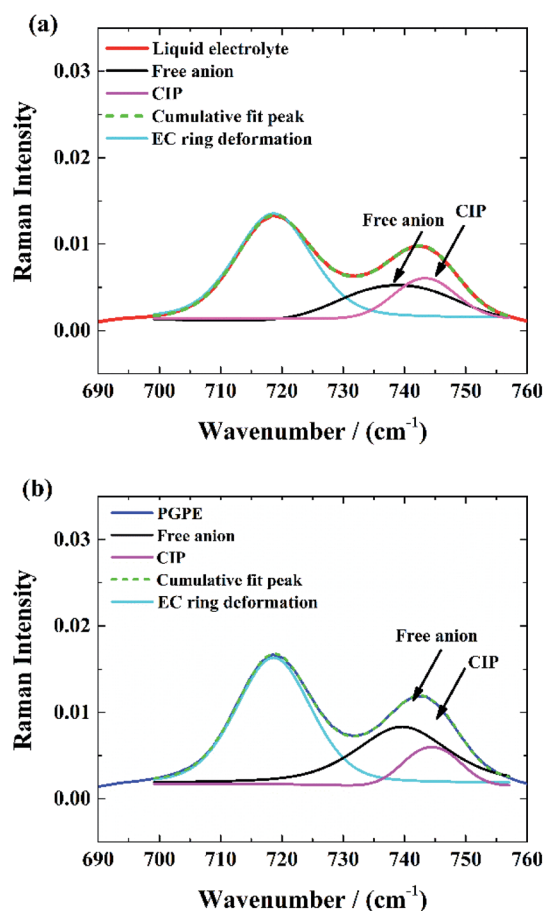 (a)
Liquid electrolyte
Free anion
CIP
Cumulative fit peak
EC ring deformation
Free anion
CIP
Raman Intensity
0.03
0.02
0.01
0.00
690 700 710 720 730 740 750 760
Wavenumber / (cm⁻¹)
(b)
PGPE
Free anion
CIP
Cumulative fit peak
EC ring deformation
Free anion
CIP
Raman Intensity
0.03
0.02
0.01
0.00
690 700 710 720 730 740 750 760
Wavenumber / (cm⁻¹)